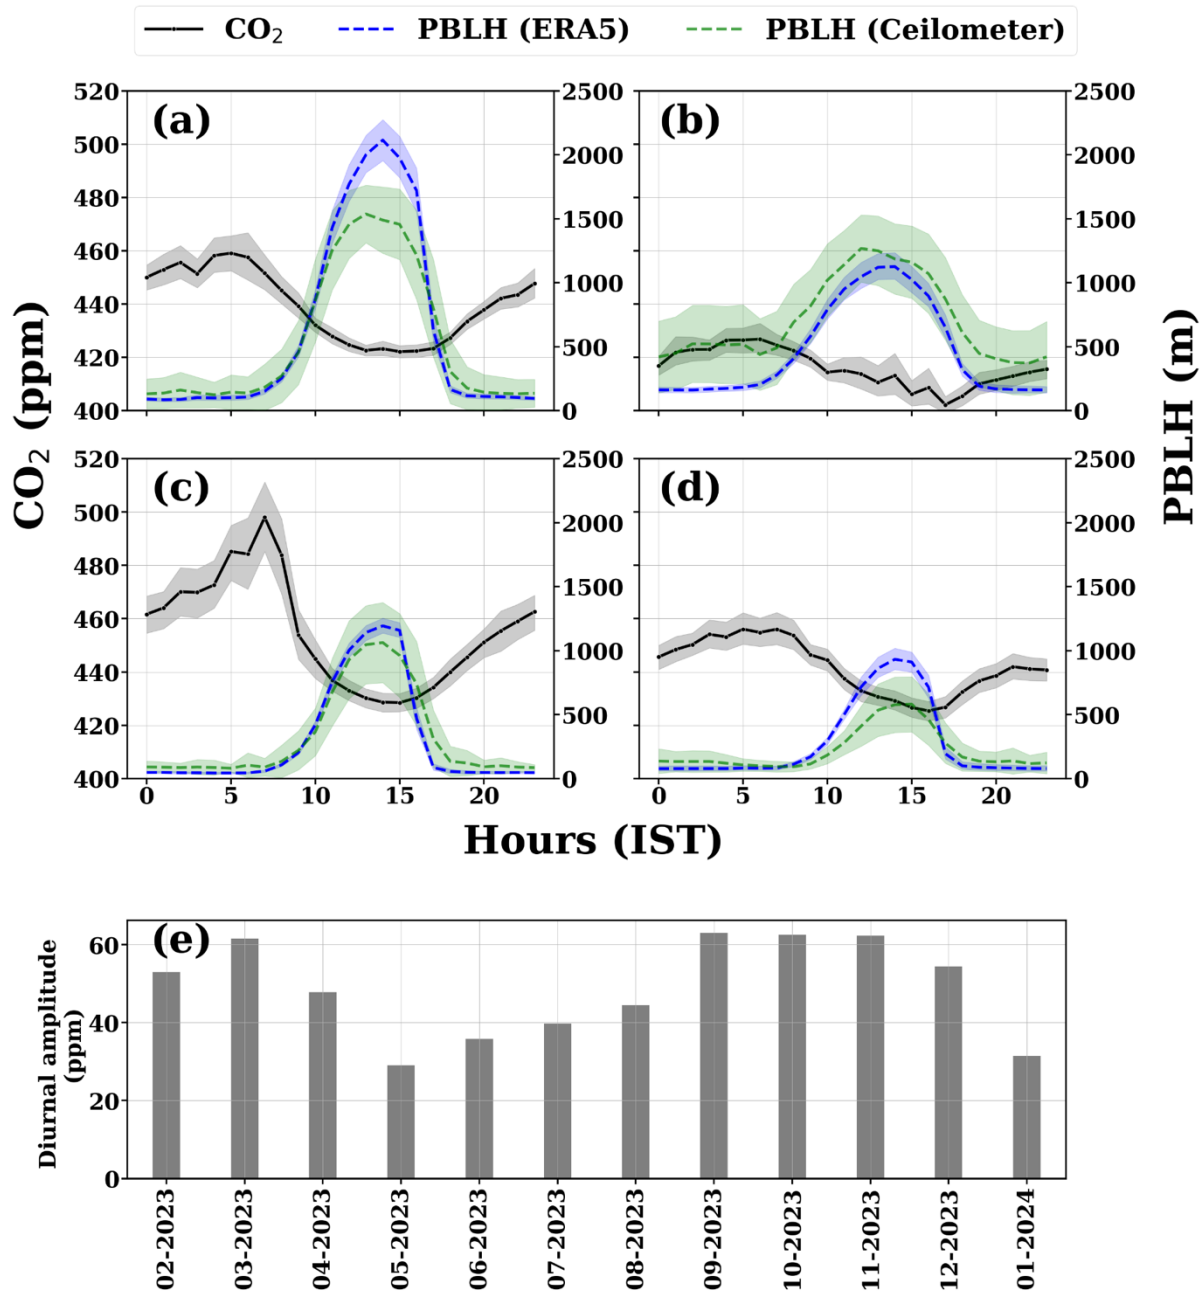 CO₂ PBLH (ERA5) PBLH (Ceilometer)
(a) (b)
520 500 480 460 440 420 400
2500 2000 1500 1000 500 0
2500 2000 1500 1000 500 0
CO₂ (ppm)
PBLH (m)
(c) (d)
520 500 480 460 440 420 400
2500 2000 1500 1000 500 0
2500 2000 1500 1000 500 0
0 5 10 15 20 0 5 10 15 20
Hours (IST)
(e)
Diurnal amplitude
(ppm)
60
40
20
0
02-2023 03-2023 04-2023 05-2023 06-2023 07-2023 08-2023 09-2023 10-2023 11-2023 12-2023 01-2024